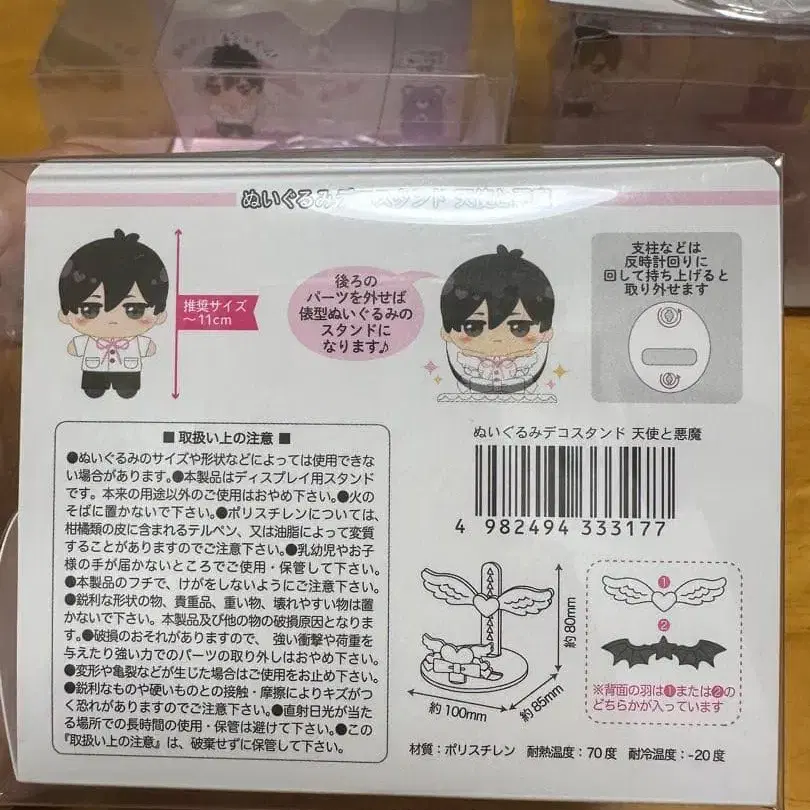 ぬいぐるみデコスタンド 天使と悪魔
推奨サイズ
～11cm
後ろの
パーツを外せば
俵型ぬいぐるみの
スタンドに
なります♪
支柱などは
反時計回りに
回して持ち上げると
取り外せます
■ 取扱い上の注意 ■
●ぬいぐるみのサイズや形状などによっては使用できな
い場合があります。●本製品はディスプレイ用スタンド
です。本来の用途以外のご使用はおやめ下さい。●火の
そばに置かないで下さい。●ポリスチレンについては、
柑橘類の皮に含まれるテルペン、又は油脂によって変質
することがありますのでご注意下さい。●乳幼児やお子
様の手が届かないところでご使用・保管して下さい。
●本製品のフチで、けがをしないようにご注意下さい。
●鋭利な形状の物、貴重品、重い物、壊れやすい物は置
かないで下さい。本製品及び他の物の破損原因となりま
す。●破損のおそれがありますので、強い衝撃や荷重を
与えたり強い力でのパーツの取り外しはおやめ下さい。
●変形や亀裂などが生じた場合はご使用をお止め下さい。
●鋭利なものや硬いものとの接触・摩擦によりキズがつ
く恐れがありますのでご注意下さい。●直射日光が当た
る場所での長時間の使用・保管は避けて下さい。●この
『取扱い上の注意』は、破棄せずに保管して下さい。
ぬいぐるみデコスタンド 天使と悪魔
4 982494 333177
約80mm
約100mm
約85mm
❶
❷
※背面の羽は❶または❷の
どちらかが入っています
材質：ポリスチレン 耐熱温度：70度 耐冷温度：-20度